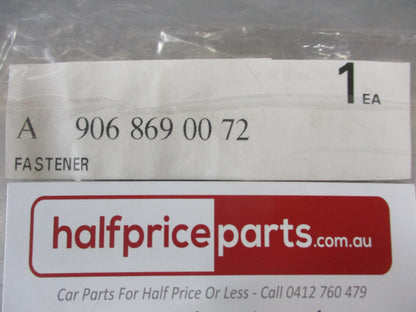 1 EA
A 906 869 00 72
FASTENER
halfpriceparts.com.au
Car Parts For Half Price Or Less - Call 0412 760 479